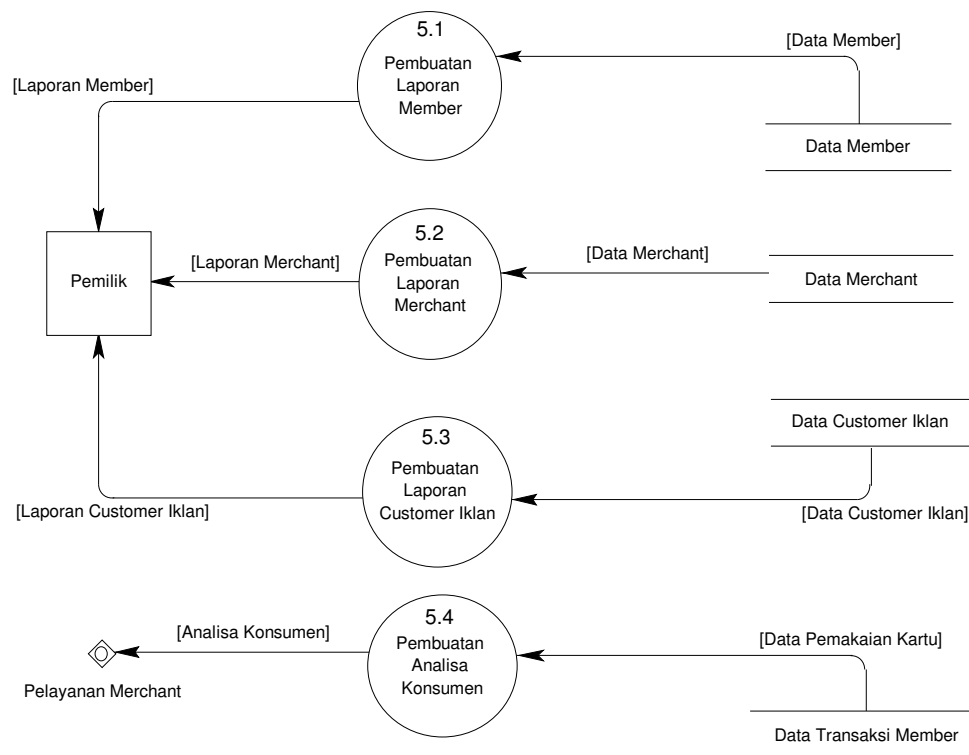 5.1
Pembuatan
Laporan
Member
[Data Member]
[Laporan Member]
Data Member
5.2
Pembuatan
Laporan
Merchant
[Data Merchant]
[Laporan Merchant]
Pemilik
Data Merchant
Data Customer Iklan
5.3
Pembuatan
Laporan
Customer Iklan
[Laporan Customer Iklan]
[Data Customer Iklan]
5.4
Pembuatan
Analisa
Konsumen
[Analisa Konsumen]
[Data Pemakaian Kartu]
Pelayanan Merchant
Data Transaksi Member